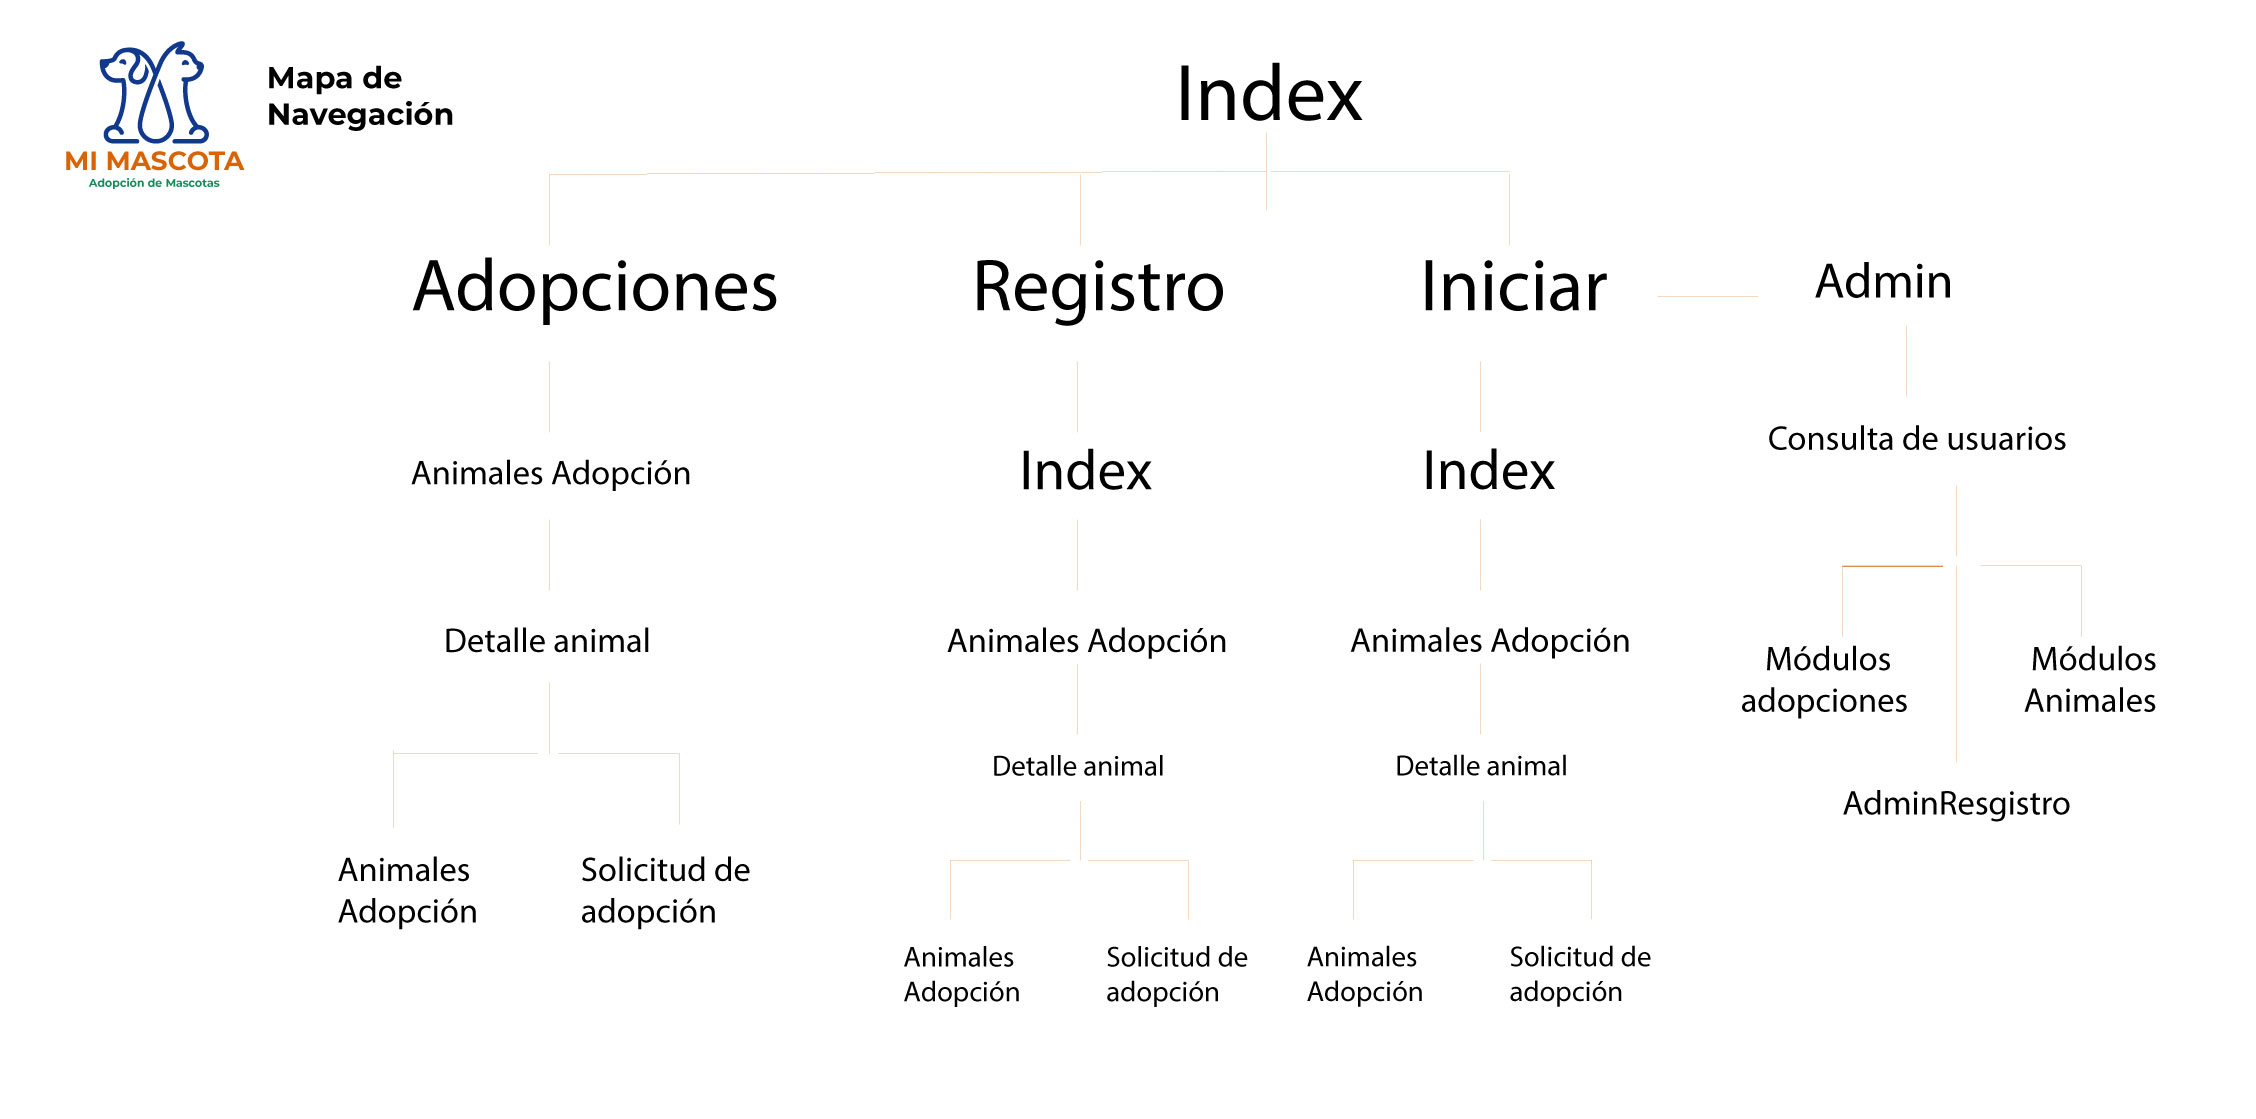 Mapa de
Navegación
MI MASCOTA
Adopción de Mascotas
Index
Adopciones
Registro
Iniciar
Admin
Animales Adopción
Index
Index
Consulta de usuarios
Detalle animal
Animales Adopción
Animales Adopción
Módulos
adopciones
Módulos
Animales
Detalle animal
Detalle animal
AdminResgistro
Animales
Adopción
Solicitud de
adopción
Animales
Adopción
Solicitud de
adopción
Animales
Adopción
Solicitud de
adopción